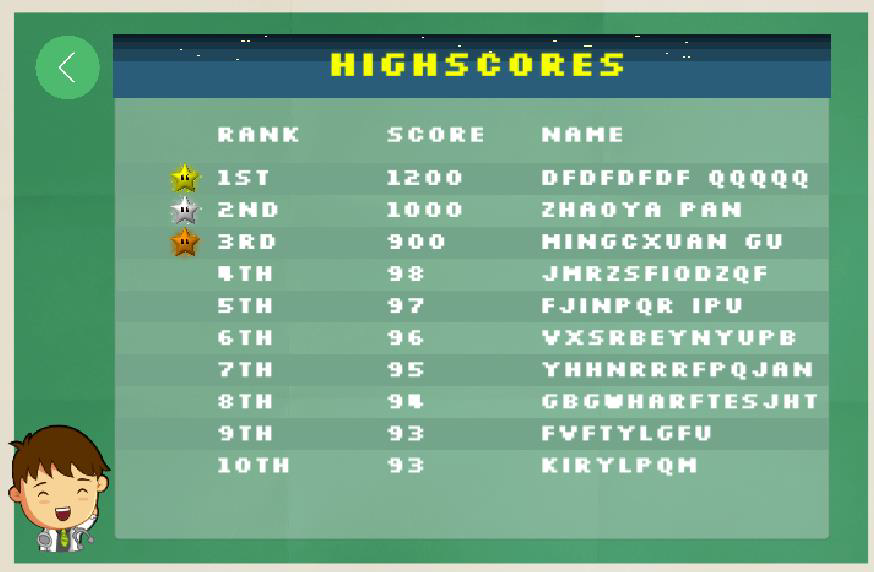 HIGHSCORES
RANK SCORE NAME
1ST 1200 DFDFDFDF QQQQQ
2ND 1000 ZHAOYA PAN
3RD 900 MINGCXUAN GU
4TH 98 JMRZSFIODZQF
5TH 97 FJINPQR IPU
6TH 96 VXSRBEYNYUPB
7TH 95 YHHNRRRFPQJAN
8TH 94 GBGWHARFTESJHT
9TH 93 FVFTYLGFU
10TH 93 KIRYLPQM